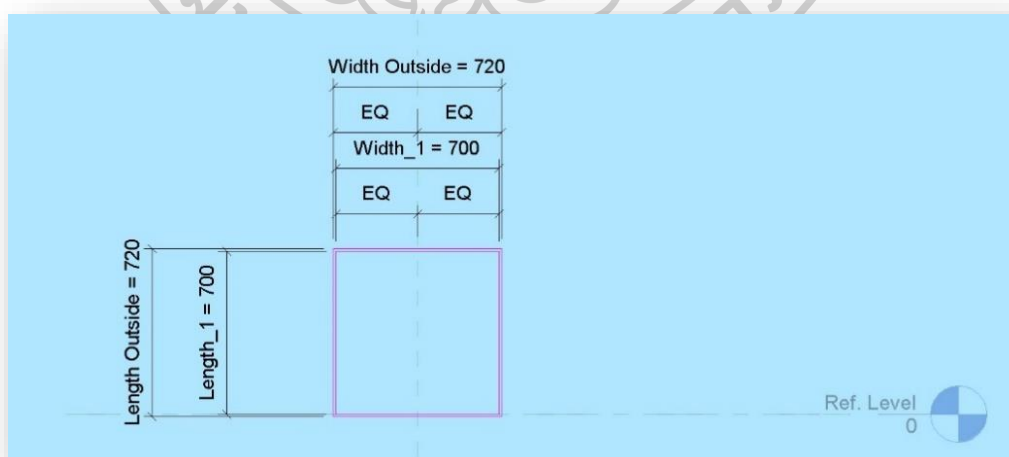 Width Outside = 720
EQ EQ
Width_1 = 700
EQ EQ
Length Outside = 720
Length_1 = 700
Ref. Level
0